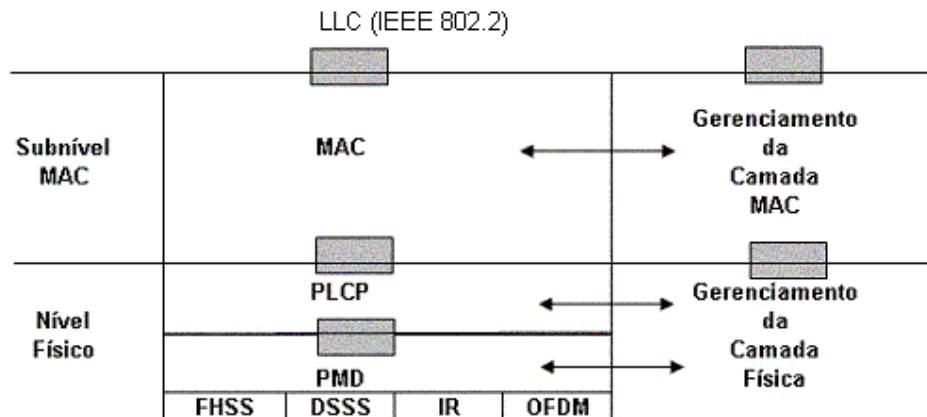 LLC (IEEE 802.2)
Subnível
MAC
MAC
Gerenciamento
da
Camada
MAC
Nível
Físico
PLCP
PMD
Gerenciamento
da
Camada
Física
FHSS
DSSS
IR
OFDM